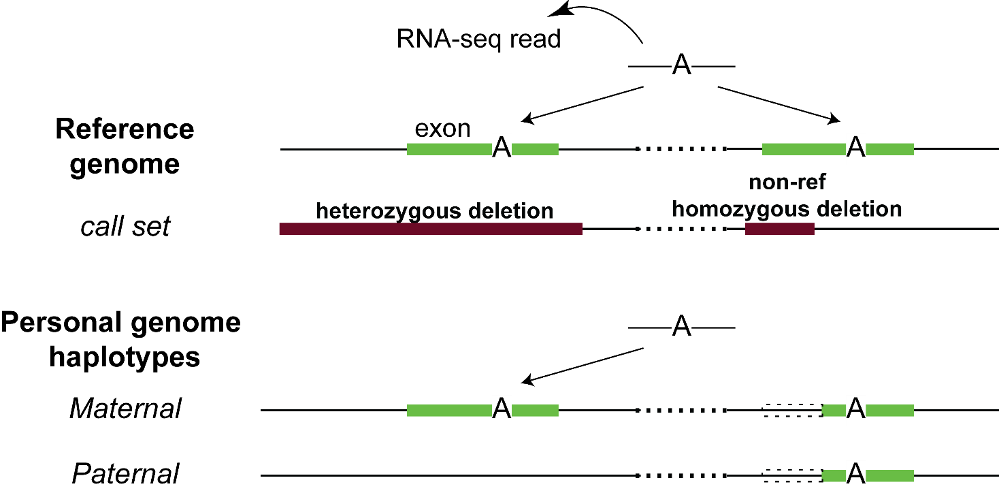 RNA-seq read
A
Reference
genome
exon
A
A
call set
heterozygous deletion
non-ref
homozygous deletion
Personal genome
haplotypes
A
Maternal
A
A
Paternal
A